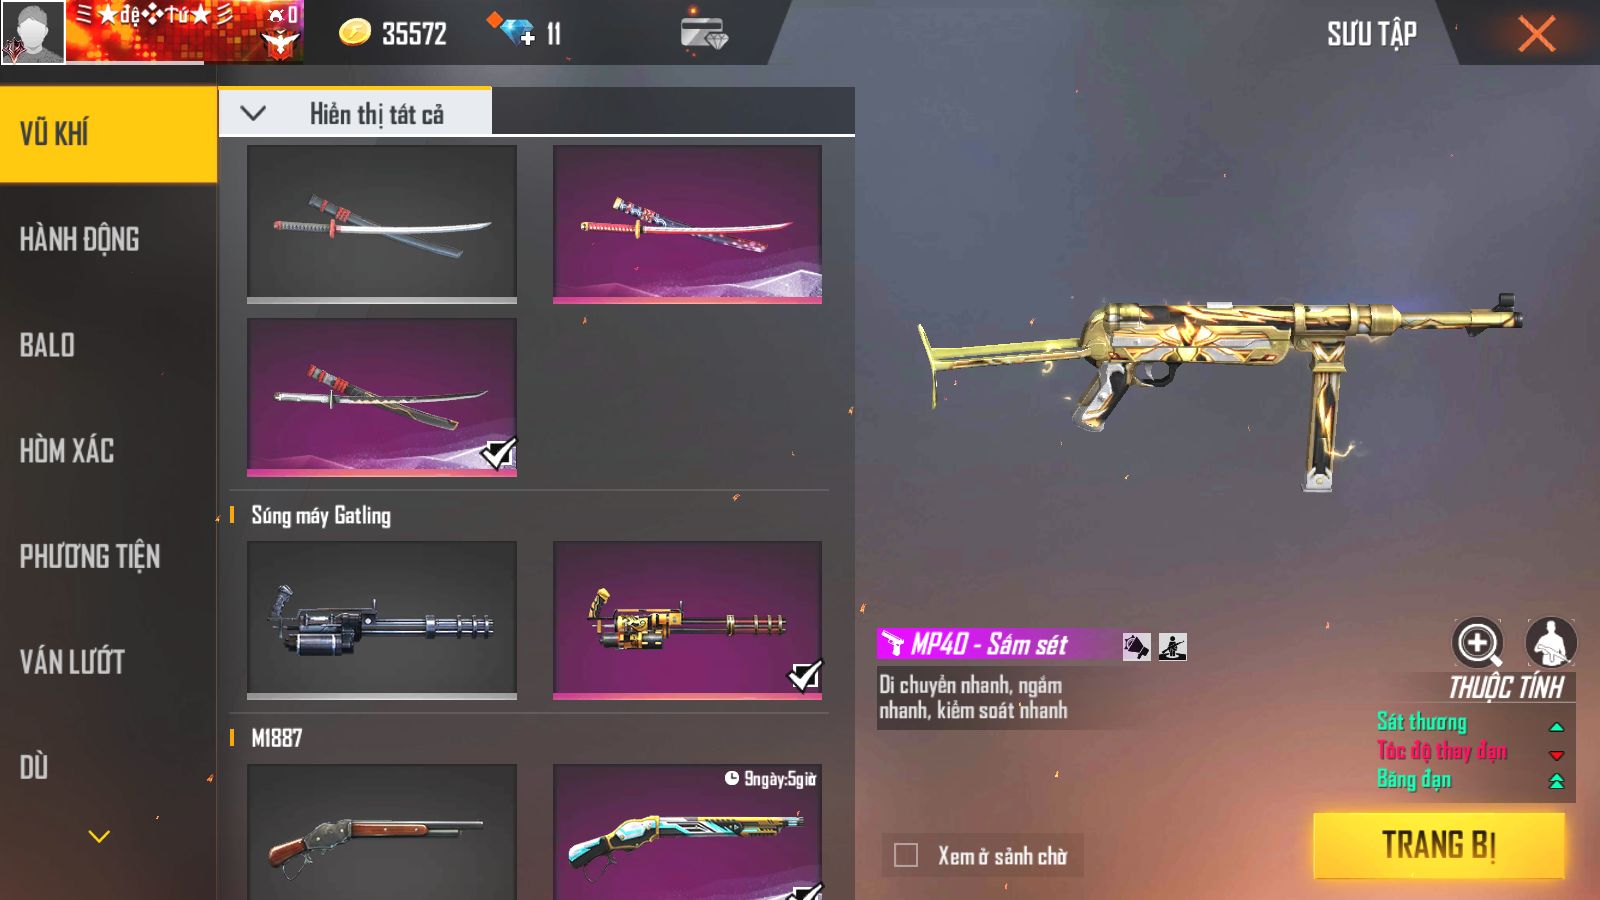 ★đệ❖Tứ★
0
35572
11
SƯU TẬP
VŨ KHÍ
Hiển thị tất cả
HÀNH ĐỘNG
BALO
HÒM XÁC
PHƯƠNG TIỆN
VÁN LƯỚT
DÙ
Súng máy Gatling
M1887
9ngày:5giờ
MP40 - Sấm sét
Di chuyển nhanh, ngắm
nhanh, kiểm soát nhanh
THUỘC TÍNH
Sát thương
Tốc độ thay đạn
Băng đạn
Xem ở sảnh chờ
TRANG BỊ